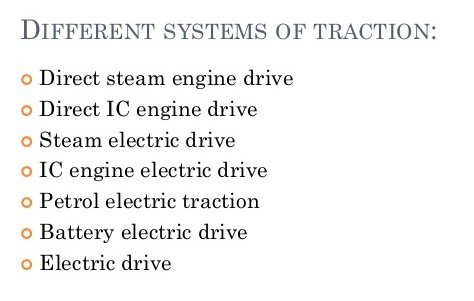 Different systems of traction:
Direct steam engine drive
Direct IC engine drive
Steam electric drive
IC engine electric drive
Petrol electric traction
Battery electric drive
Electric drive